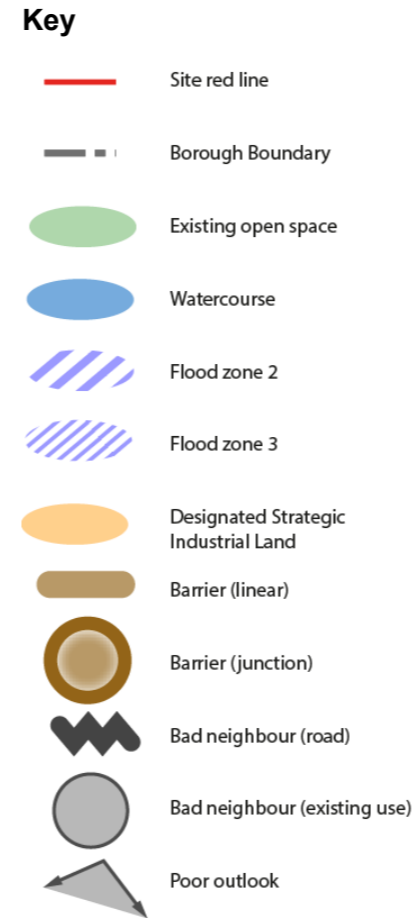 Key
Site red line
Borough Boundary
Existing open space
Watercourse
Flood zone 2
Flood zone 3
Designated Strategic
Industrial Land
Barrier (linear)
Barrier (junction)
Bad neighbour (road)
Bad neighbour (existing use)
Poor outlook